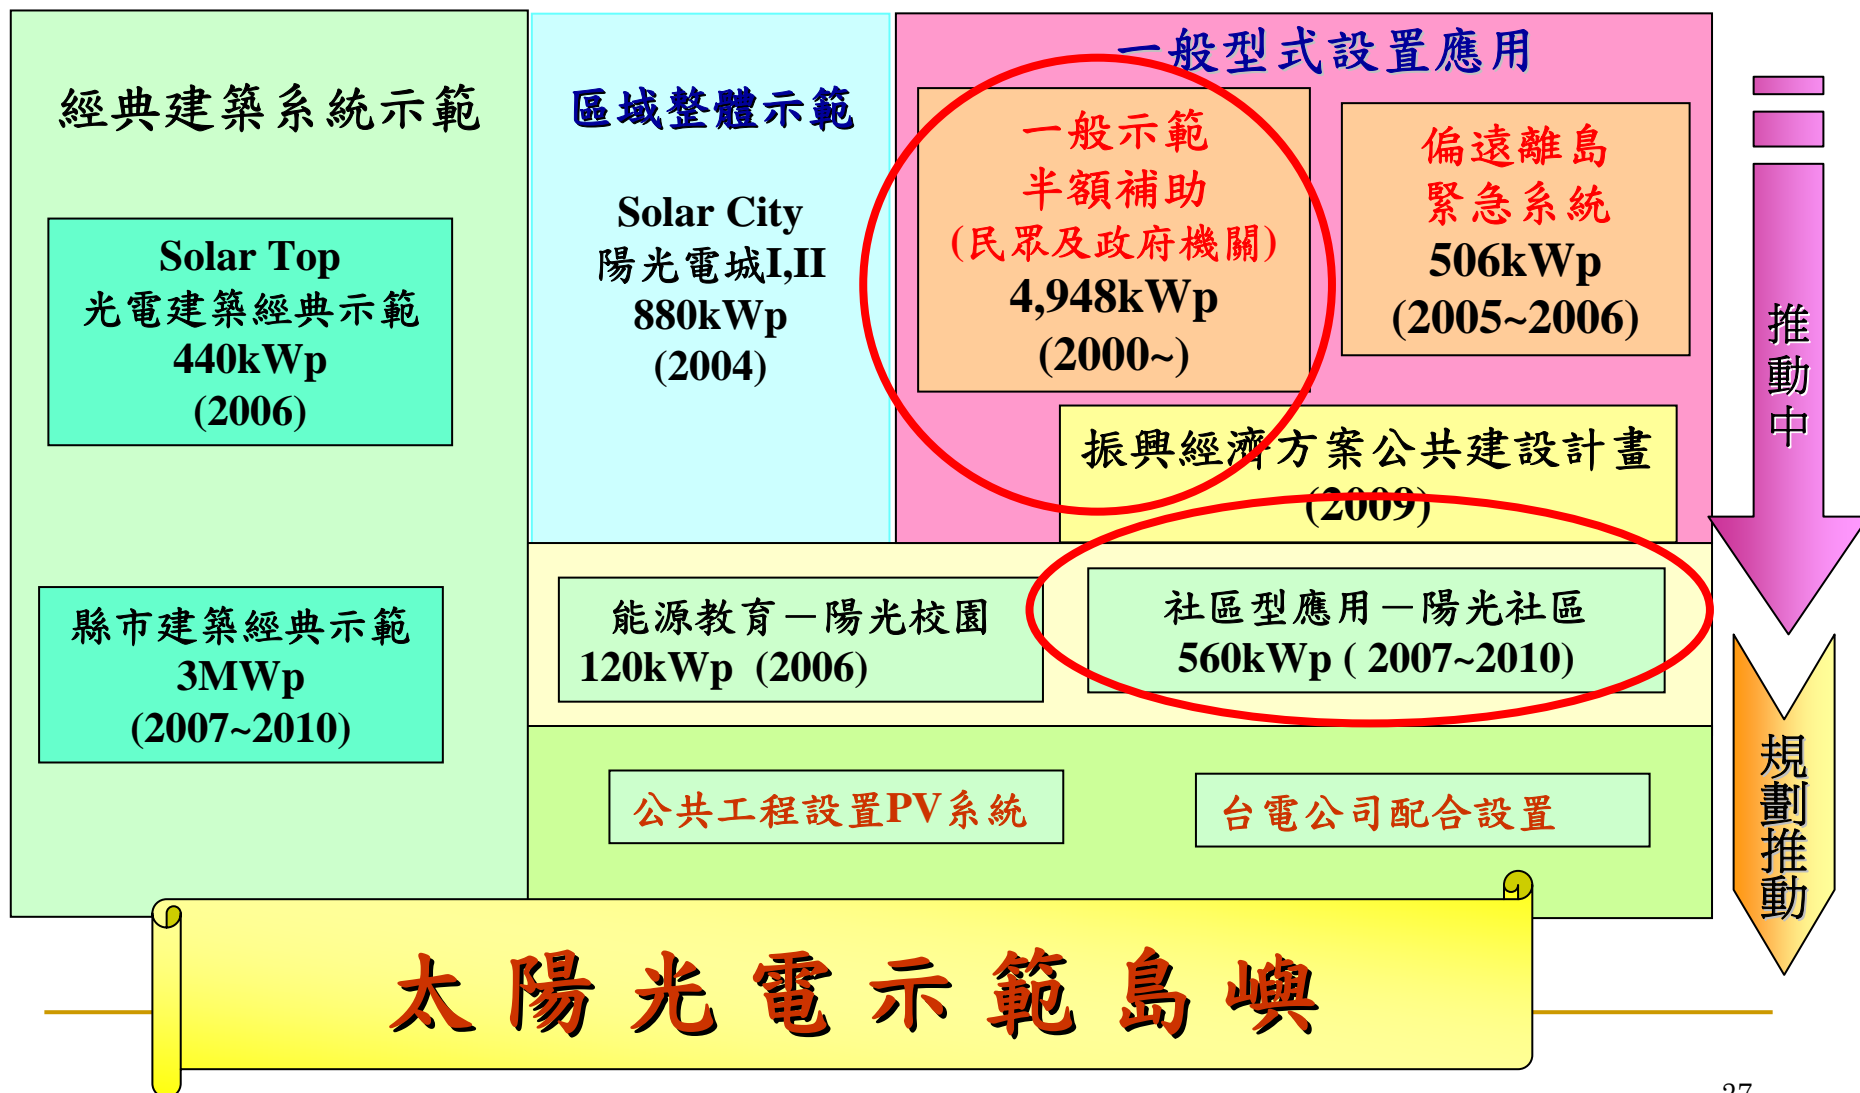 經典建築系統示範
Solar Top
光電建築經典示範
440kWp
(2006)
縣市建築經典示範
3MWp
(2007~2010)
區域整體示範
Solar City
陽光電城I,II
880kWp
(2004)
一般型式設置應用
一般示範
半額補助
(民眾及政府機關)
4,948kWp
(2000~)
偏遠離島
緊急系統
506kWp
(2005~2006)
振興經濟方案公共建設計畫
(2009)
能源教育－陽光校園
120kWp (2006)
社區型應用－陽光社區
560kWp ( 2007~2010)
公共工程設置PV系統
台電公司配合設置
推動中
規劃推動
太陽光電示範島嶼
27